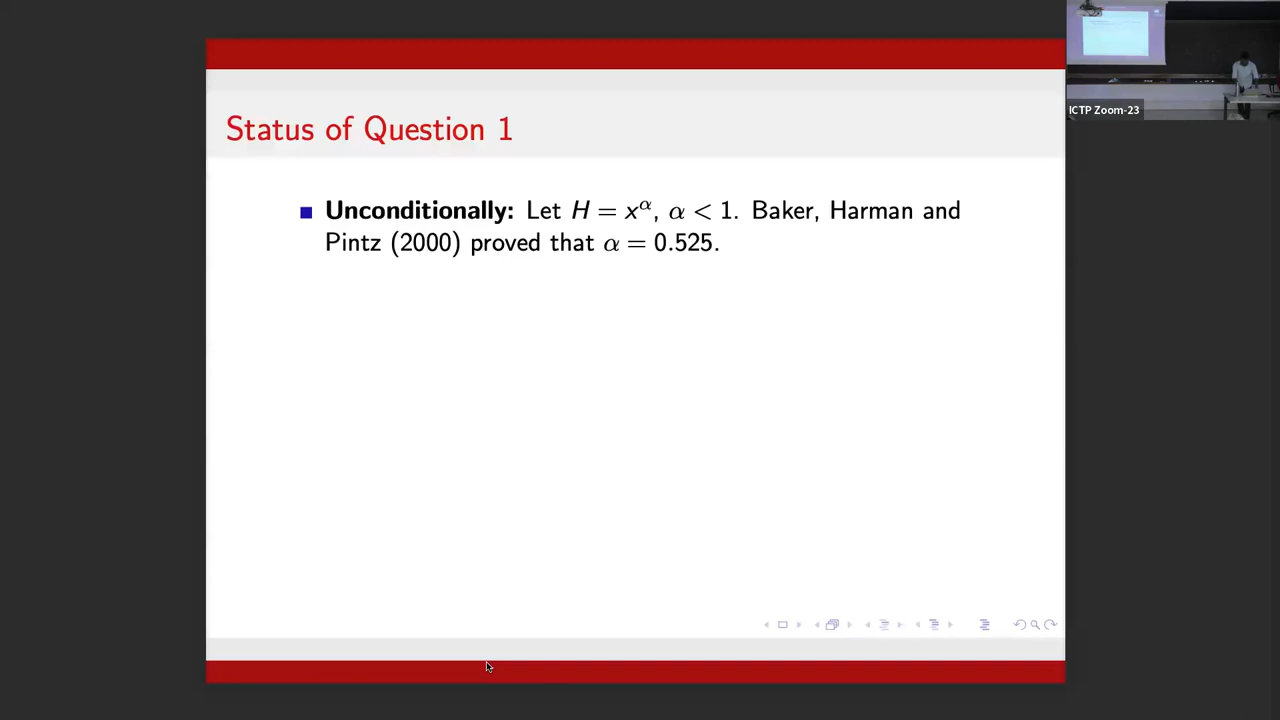 ICTP Zoom-23
Status of Question 1
Unconditionally: Let H = x^α, α < 1. Baker, Harman and
Pintz (2000) proved that α = 0.525.